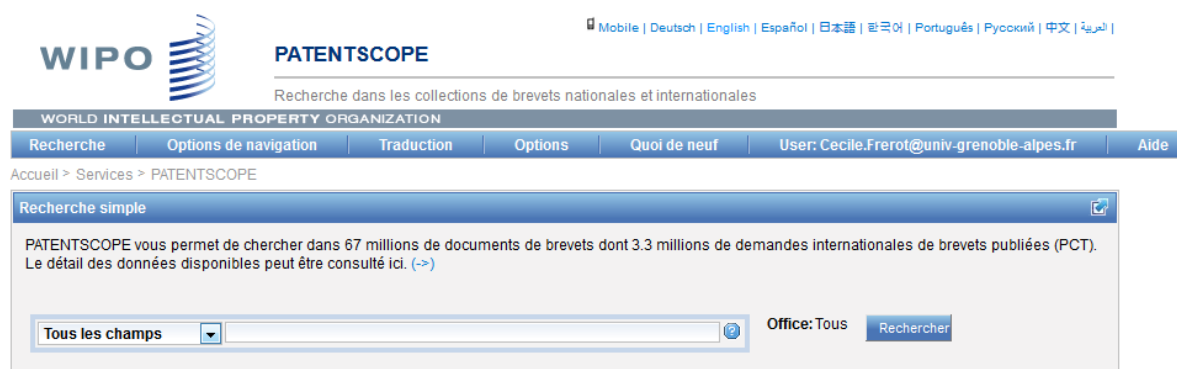 Mobile | Deutsch | English | Español | 日本語 | 한국어 | Português | Русский | 中文 | العربية |
WIPO
PATENTSCOPE
Recherche dans les collections de brevets nationales et internationales
WORLD INTELLECTUAL PROPERTY ORGANIZATION
Recherche Options de navigation Traduction Options Quoi de neuf User: Cecile.Frerot@univ-grenoble-alpes.fr Aide
Accueil > Services > PATENTSCOPE
Recherche simple
PATENTSCOPE vous permet de chercher dans 67 millions de documents de brevets dont 3.3 millions de demandes internationales de brevets publiées (PCT).
Le détail des données disponibles peut être consulté ici. (->)
Tous les champs ? Office: Tous Rechercher